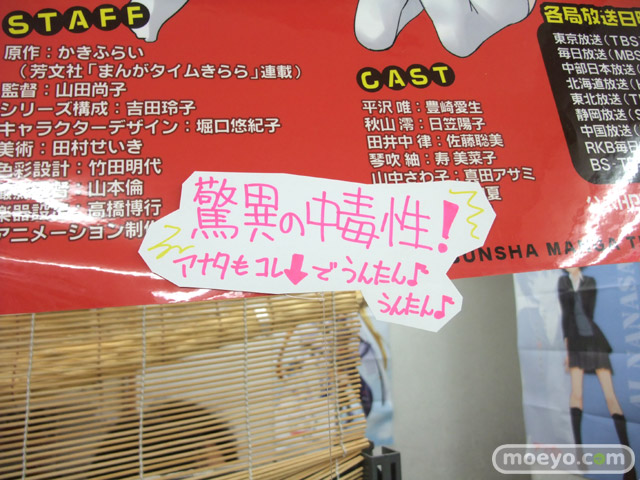 STAFF
原作：かきふらい
（芳文社「まんがタイムきらら」連載）
監督：山田尚子
シリーズ構成：吉田玲子
キャラクターデザイン：堀口悠紀子
美術：田村せいき
色彩設計：竹田明代
山本倫
高橋博行
アニメーション制作
CAST
平沢 唯：豊崎愛生
秋山 澪：日笠陽子
田井中 律：佐藤聡美
琴吹 紬：寿 美菜子
山中さわ子：真田アサミ
夏
各局放送日
東京放送(TBS
毎日放送(MBS
中部日本放送(
北海道放送(H
東北放送(T
静岡放送(S
中国放送(
RKB毎日
BS-T
UNSHA MANGA TI
驚異の中毒性！
アナタもコレ↓でうんたん♪
うんたん♪
moeyo.com